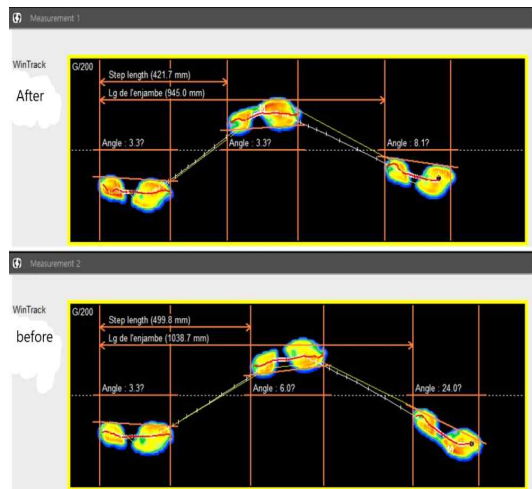 Measurement 1
WinTrack
After
G/200
Step length (421.7 mm)
Lg de l'enjambe (945.0 mm)
Angle : 3.3?
Angle : 3.3?
Angle : 8.1?
Measurement 2
WinTrack
before
G/200
Step length (499.8 mm)
Lg de l'enjambe (1038.7 mm)
Angle : 3.3?
Angle : 6.0?
Angle : 24.0?